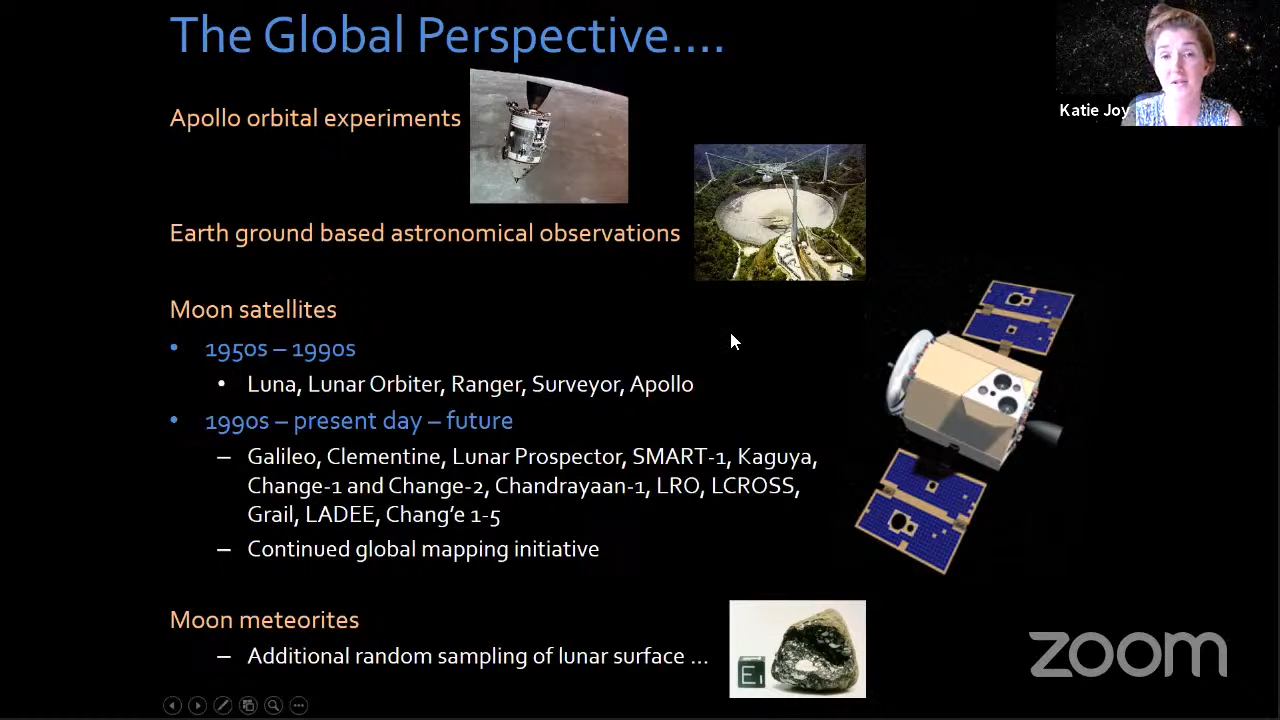 The Global Perspective....
Katie Joy
Apollo orbital experiments
Earth ground based astronomical observations
Moon satellites
• 1950s – 1990s
• Luna, Lunar Orbiter, Ranger, Surveyor, Apollo
• 1990s – present day – future
– Galileo, Clementine, Lunar Prospector, SMART-1, Kaguya,
Change-1 and Change-2, Chandrayaan-1, LRO, LCROSS,
Grail, LADEE, Chang’e 1-5
– Continued global mapping initiative
Moon meteorites
– Additional random sampling of lunar surface ...
E1
zoom